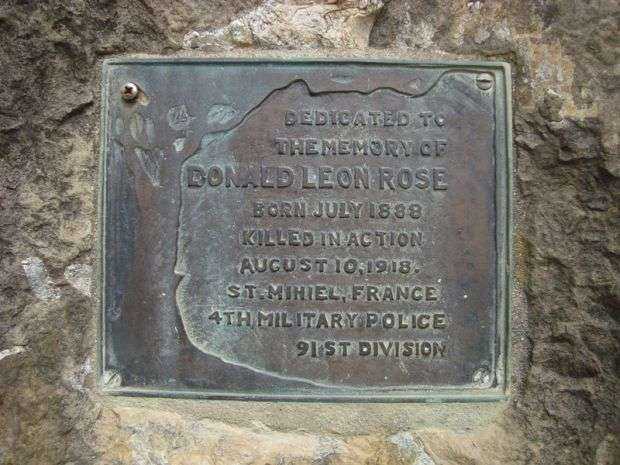 DEDICATED TO
THE MEMORY OF
DONALD LEON ROSE
BORN JULY 1888
KILLED IN ACTION
AUGUST 10, 1918.
ST. MIHIEL, FRANCE
4TH MILITARY POLICE
91ST DIVISION